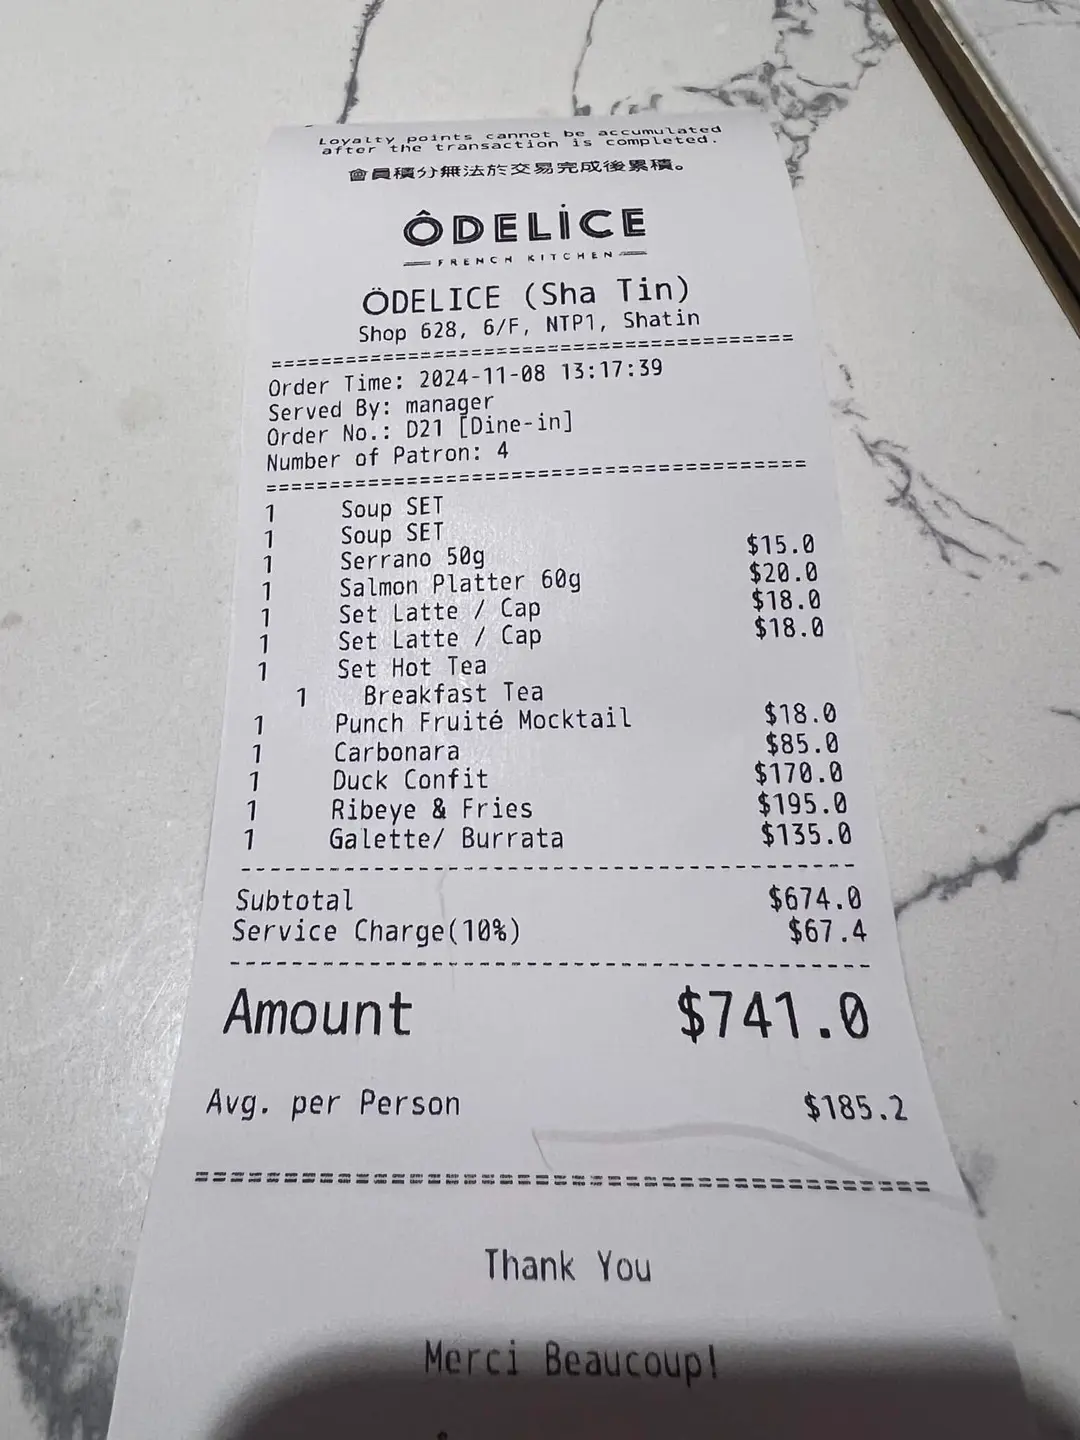 Loyalty points cannot be accumulated
after the transaction is completed.
會員積分無法於交易完成後累積。
ÔDELİCE
FRENCH KITCHEN
ÖDELICE (Sha Tin)
Shop 628, 6/F, NTP1, Shatin
==========================================
Order Time: 2024-11-08 13:17:39
Served By: manager
Order No.: D21 [Dine-in]
Number of Patron: 4
==========================================
1 Soup SET
1 Soup SET
1 Serrano 50g $15.0
1 Salmon Platter 60g $20.0
1 Set Latte / Cap $18.0
1 Set Latte / Cap $18.0
1 Set Hot Tea
1 Breakfast Tea
1 Punch Fruité Mocktail $18.0
1 Carbonara $85.0
1 Duck Confit $170.0
1 Ribeye & Fries $195.0
1 Galette/ Burrata $135.0
------------------------------------------
Subtotal $674.0
Service Charge(10%) $67.4
------------------------------------------
Amount $741.0
Avg. per Person $185.2
==========================================
Thank You
Merci Beaucoup!